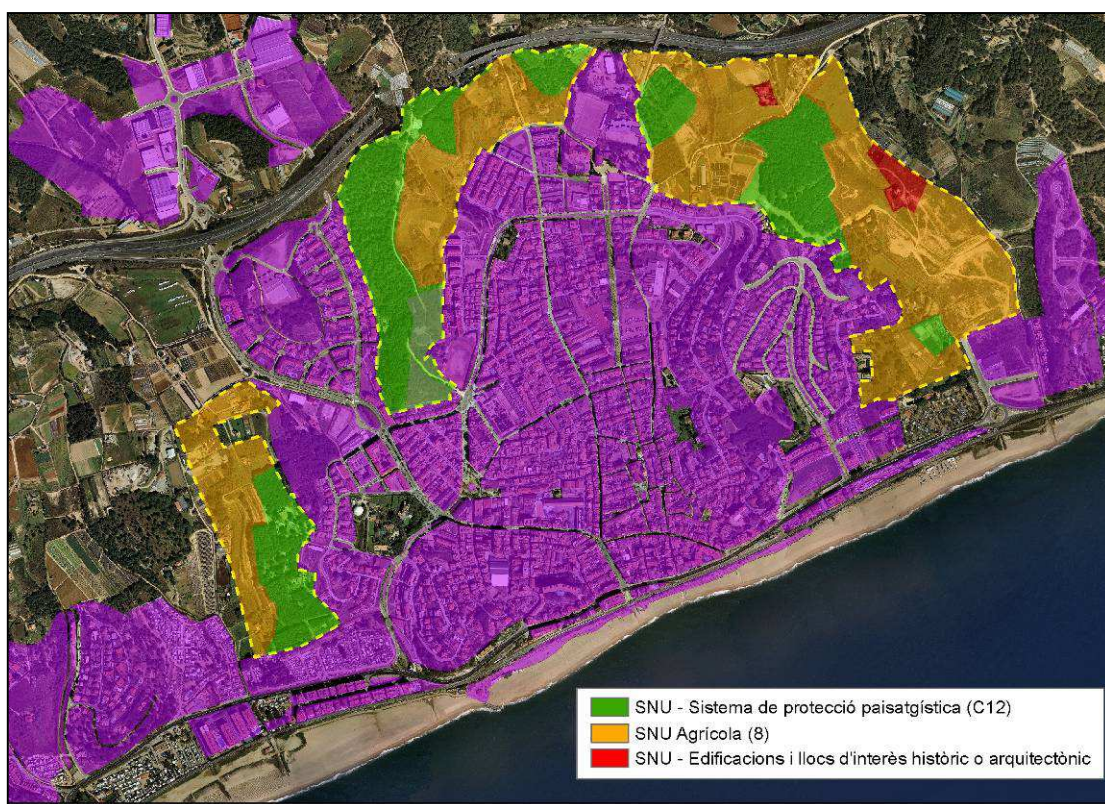 SNU - Sistema de protecció paisatgística (C12)
SNU Agrícola (8)
SNU - Edificacions i llocs d'interès històric o arquitectònic